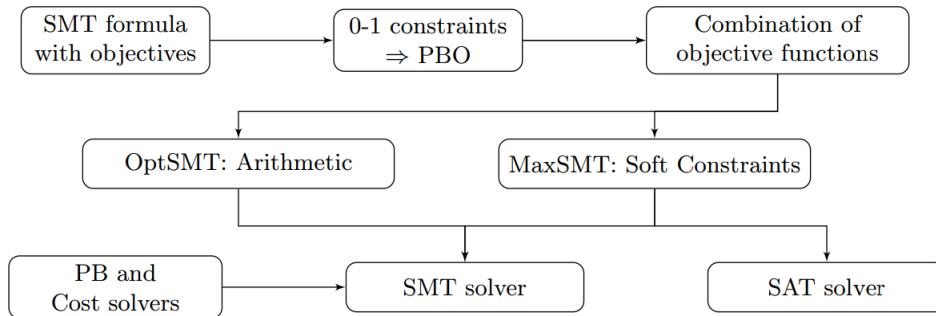 SMT formula
with objectives
0-1 constraints
⇒ PBO
Combination of
objective functions
OptSMT: Arithmetic
MaxSMT: Soft Constraints
PB and
Cost solvers
SMT solver
SAT solver